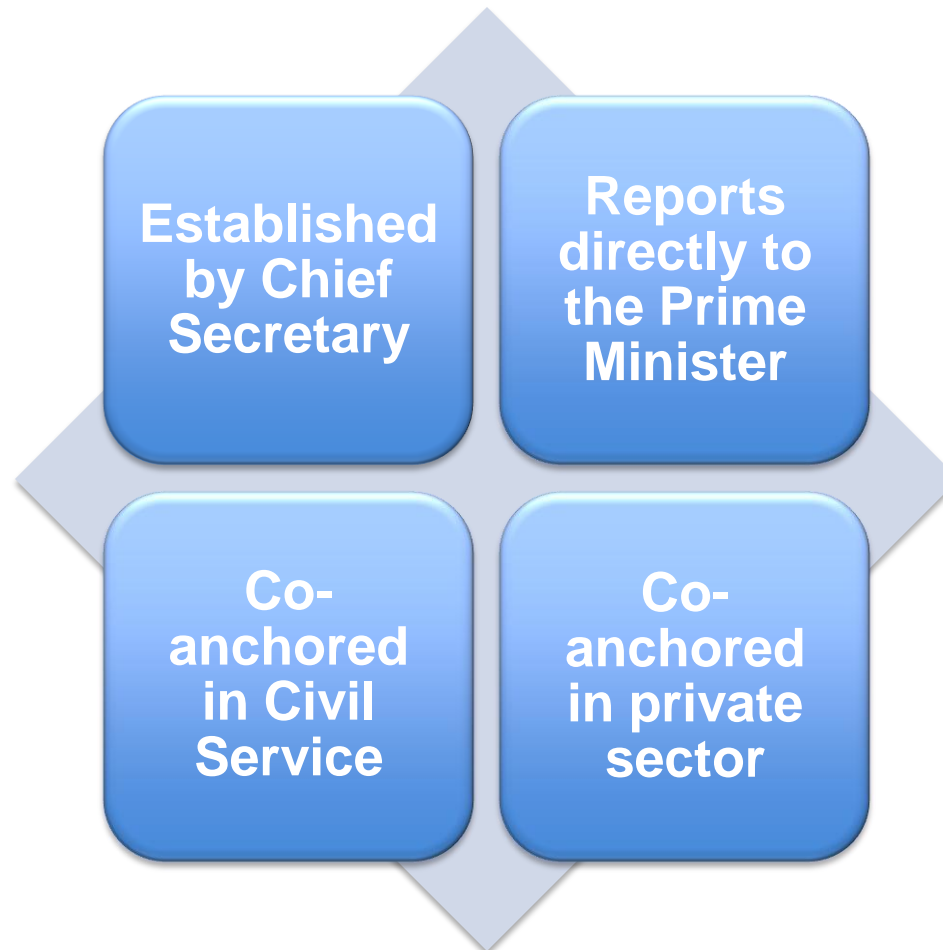 Established
by Chief
Secretary
Reports
directly to
the Prime
Minister
Co-
anchored
in Civil
Service
Co-
anchored
in private
sector